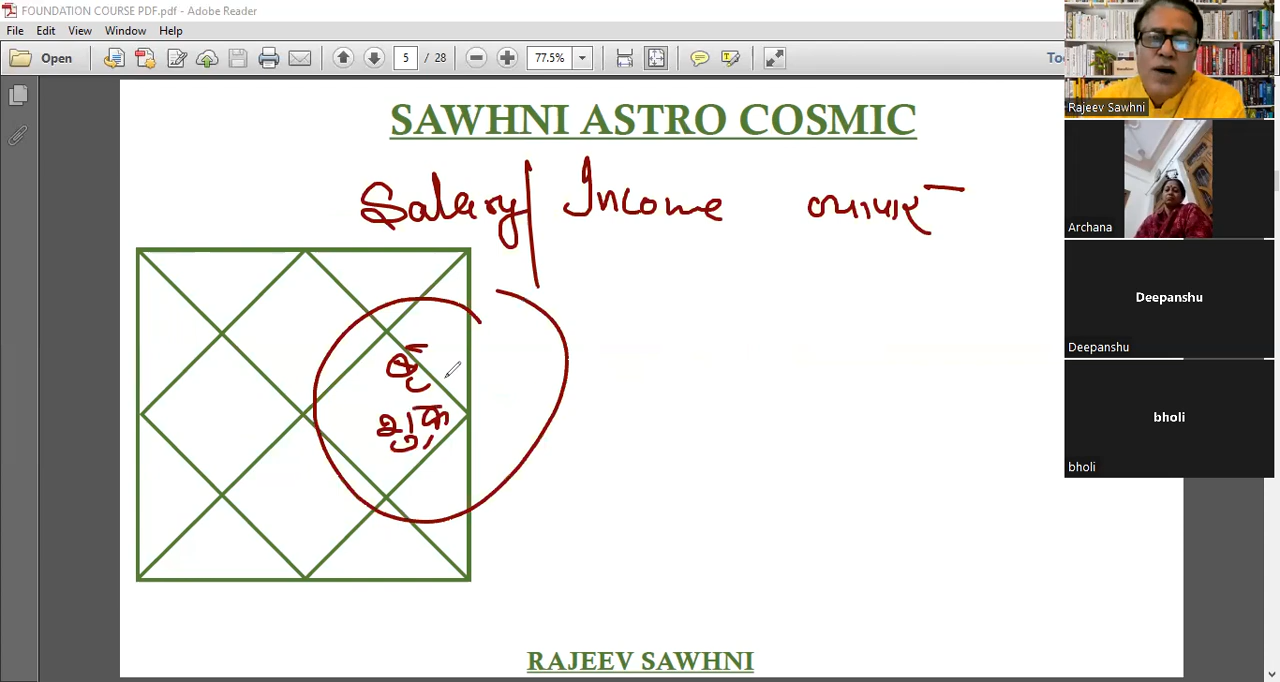 FOUNDATION COURSE PDF.pdf - Adobe Reader
File Edit View Window Help
Open 5 / 28 77.5%
SAWHNI ASTRO COSMIC
Salary/ Income व्यापार
शुक्र
RAJEEV SAWHNI
Rajeev Sawhni
Archana
Deepanshu
Deepanshu
bholi
bholi